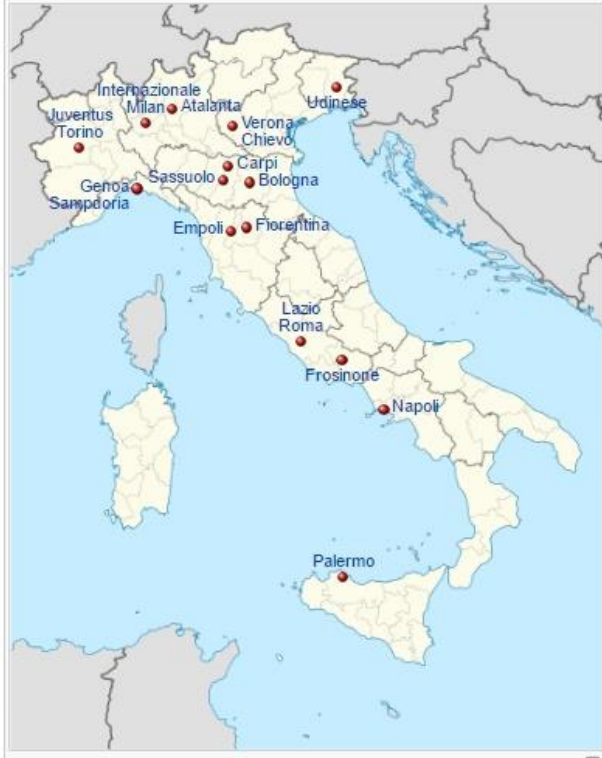 Internazionale
Milan
Atalanta
Udinese
Juventus
Torino
Verona
Chievo
Carpi
Sassuolo
Bologna
Genoa
Sampdoria
Empoli
Fiorentina
Lazio
Roma
Frosinone
Napoli
Palermo